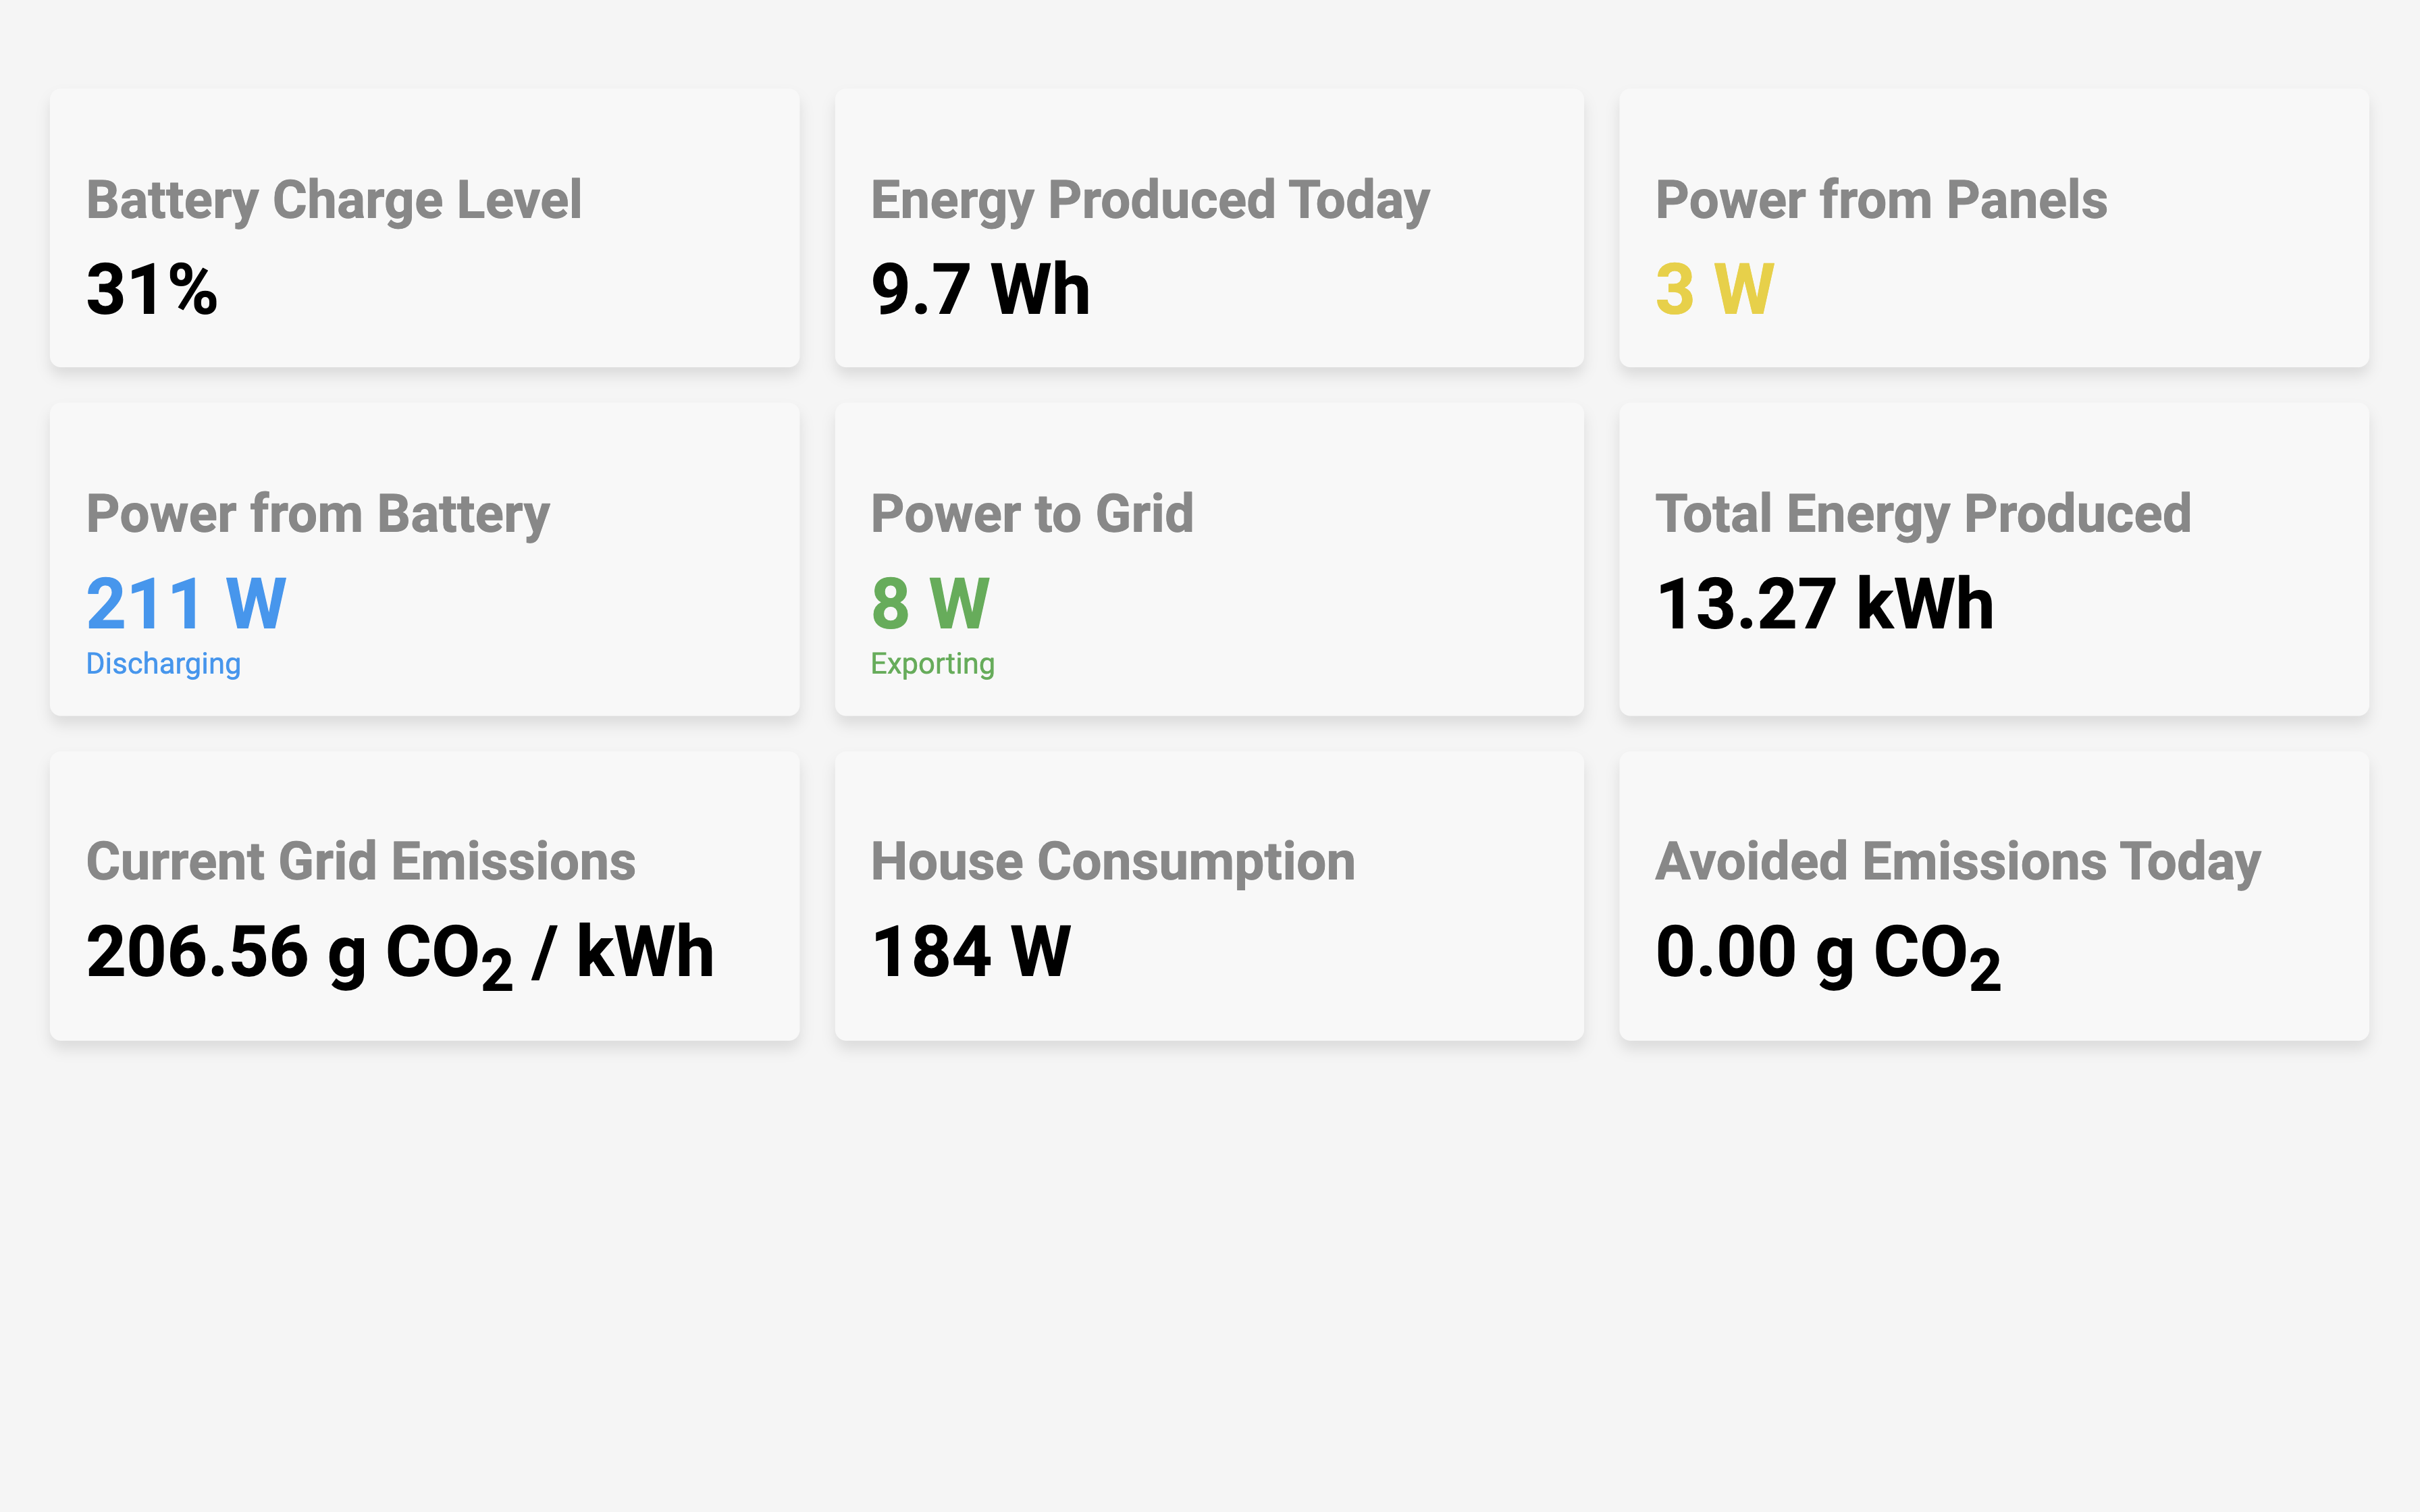 Battery Charge Level
31%
Energy Produced Today
9.7 Wh
Power from Panels
3 W
Power from Battery
211 W
Discharging
Power to Grid
8 W
Exporting
Total Energy Produced
13.27 kWh
Current Grid Emissions
206.56 g CO₂ / kWh
House Consumption
184 W
Avoided Emissions Today
0.00 g CO₂